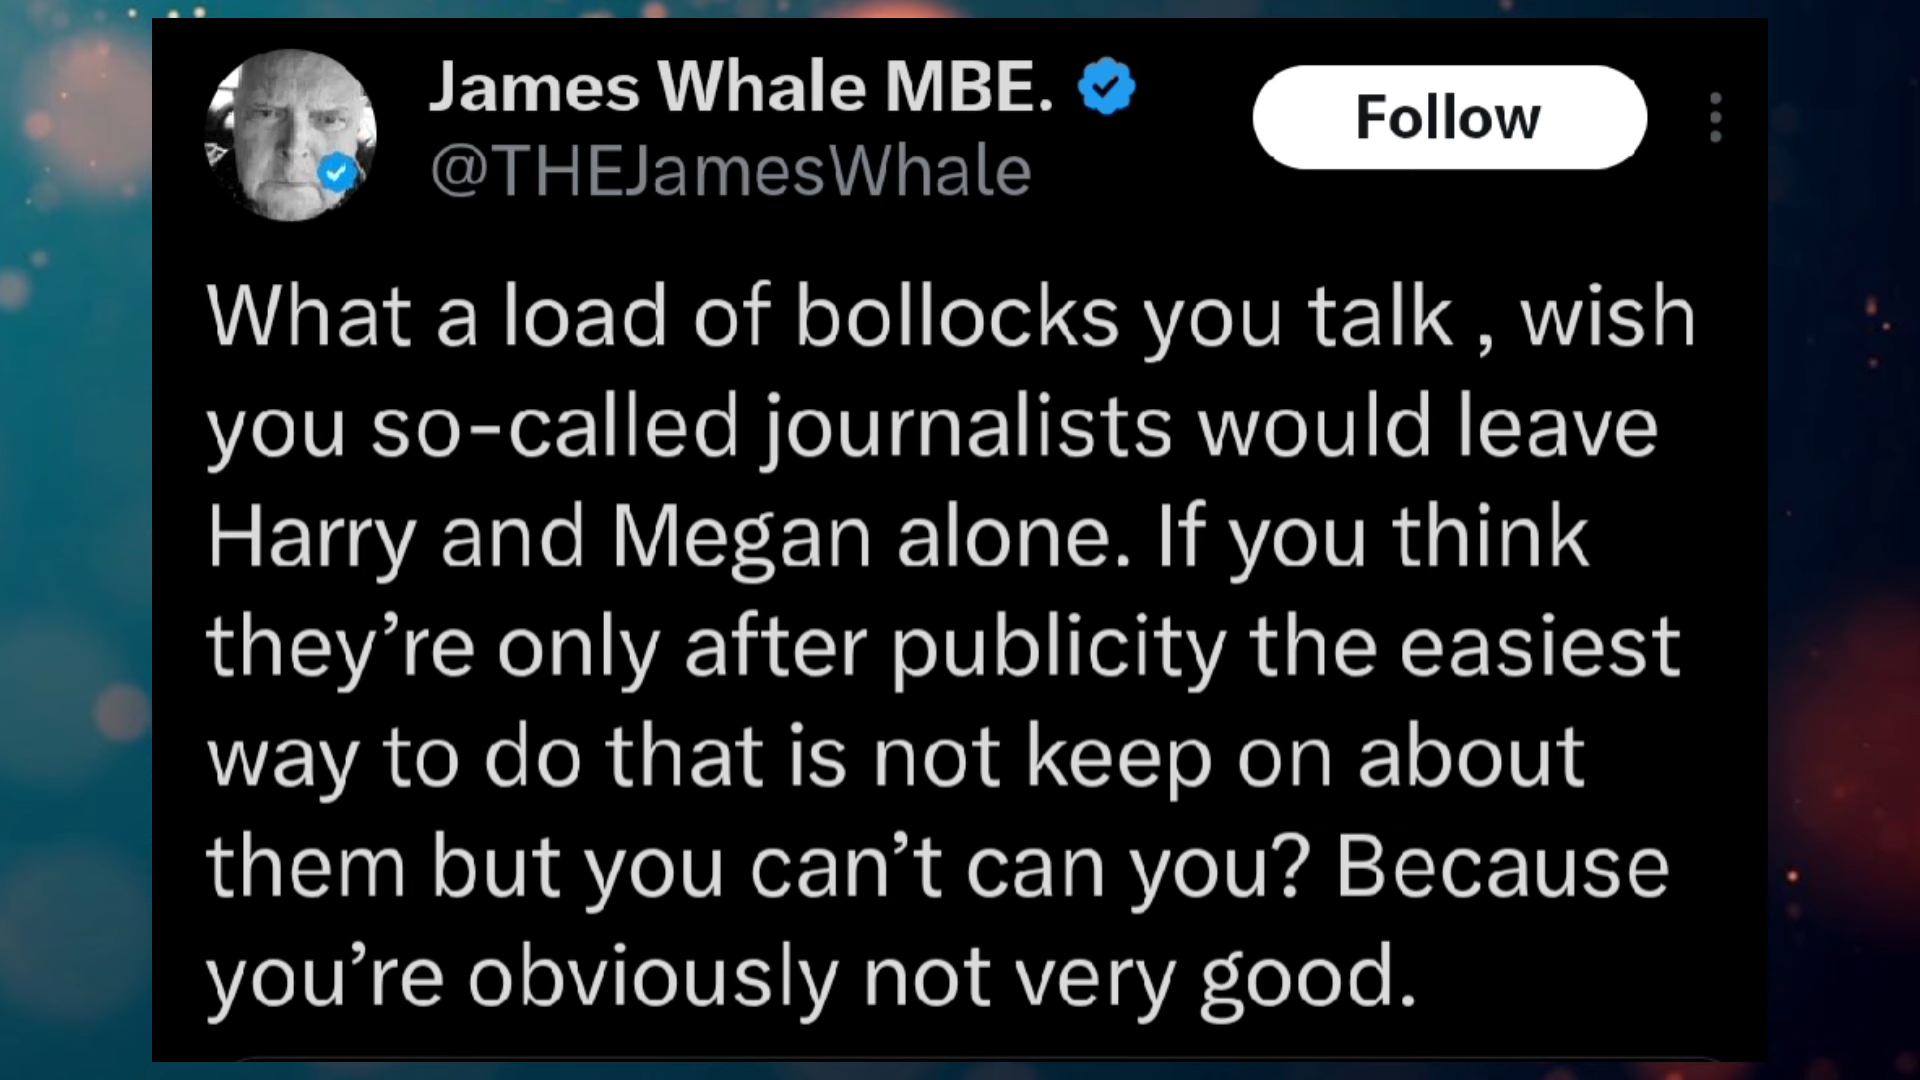 James Whale MBE.
Follow
@THEJamesWhale
What a load of bollocks you talk , wish
you so-called journalists would leave
Harry and Megan alone. If you think
they’re only after publicity the easiest
way to do that is not keep on about
them but you can’t can you? Because
you’re obviously not very good.